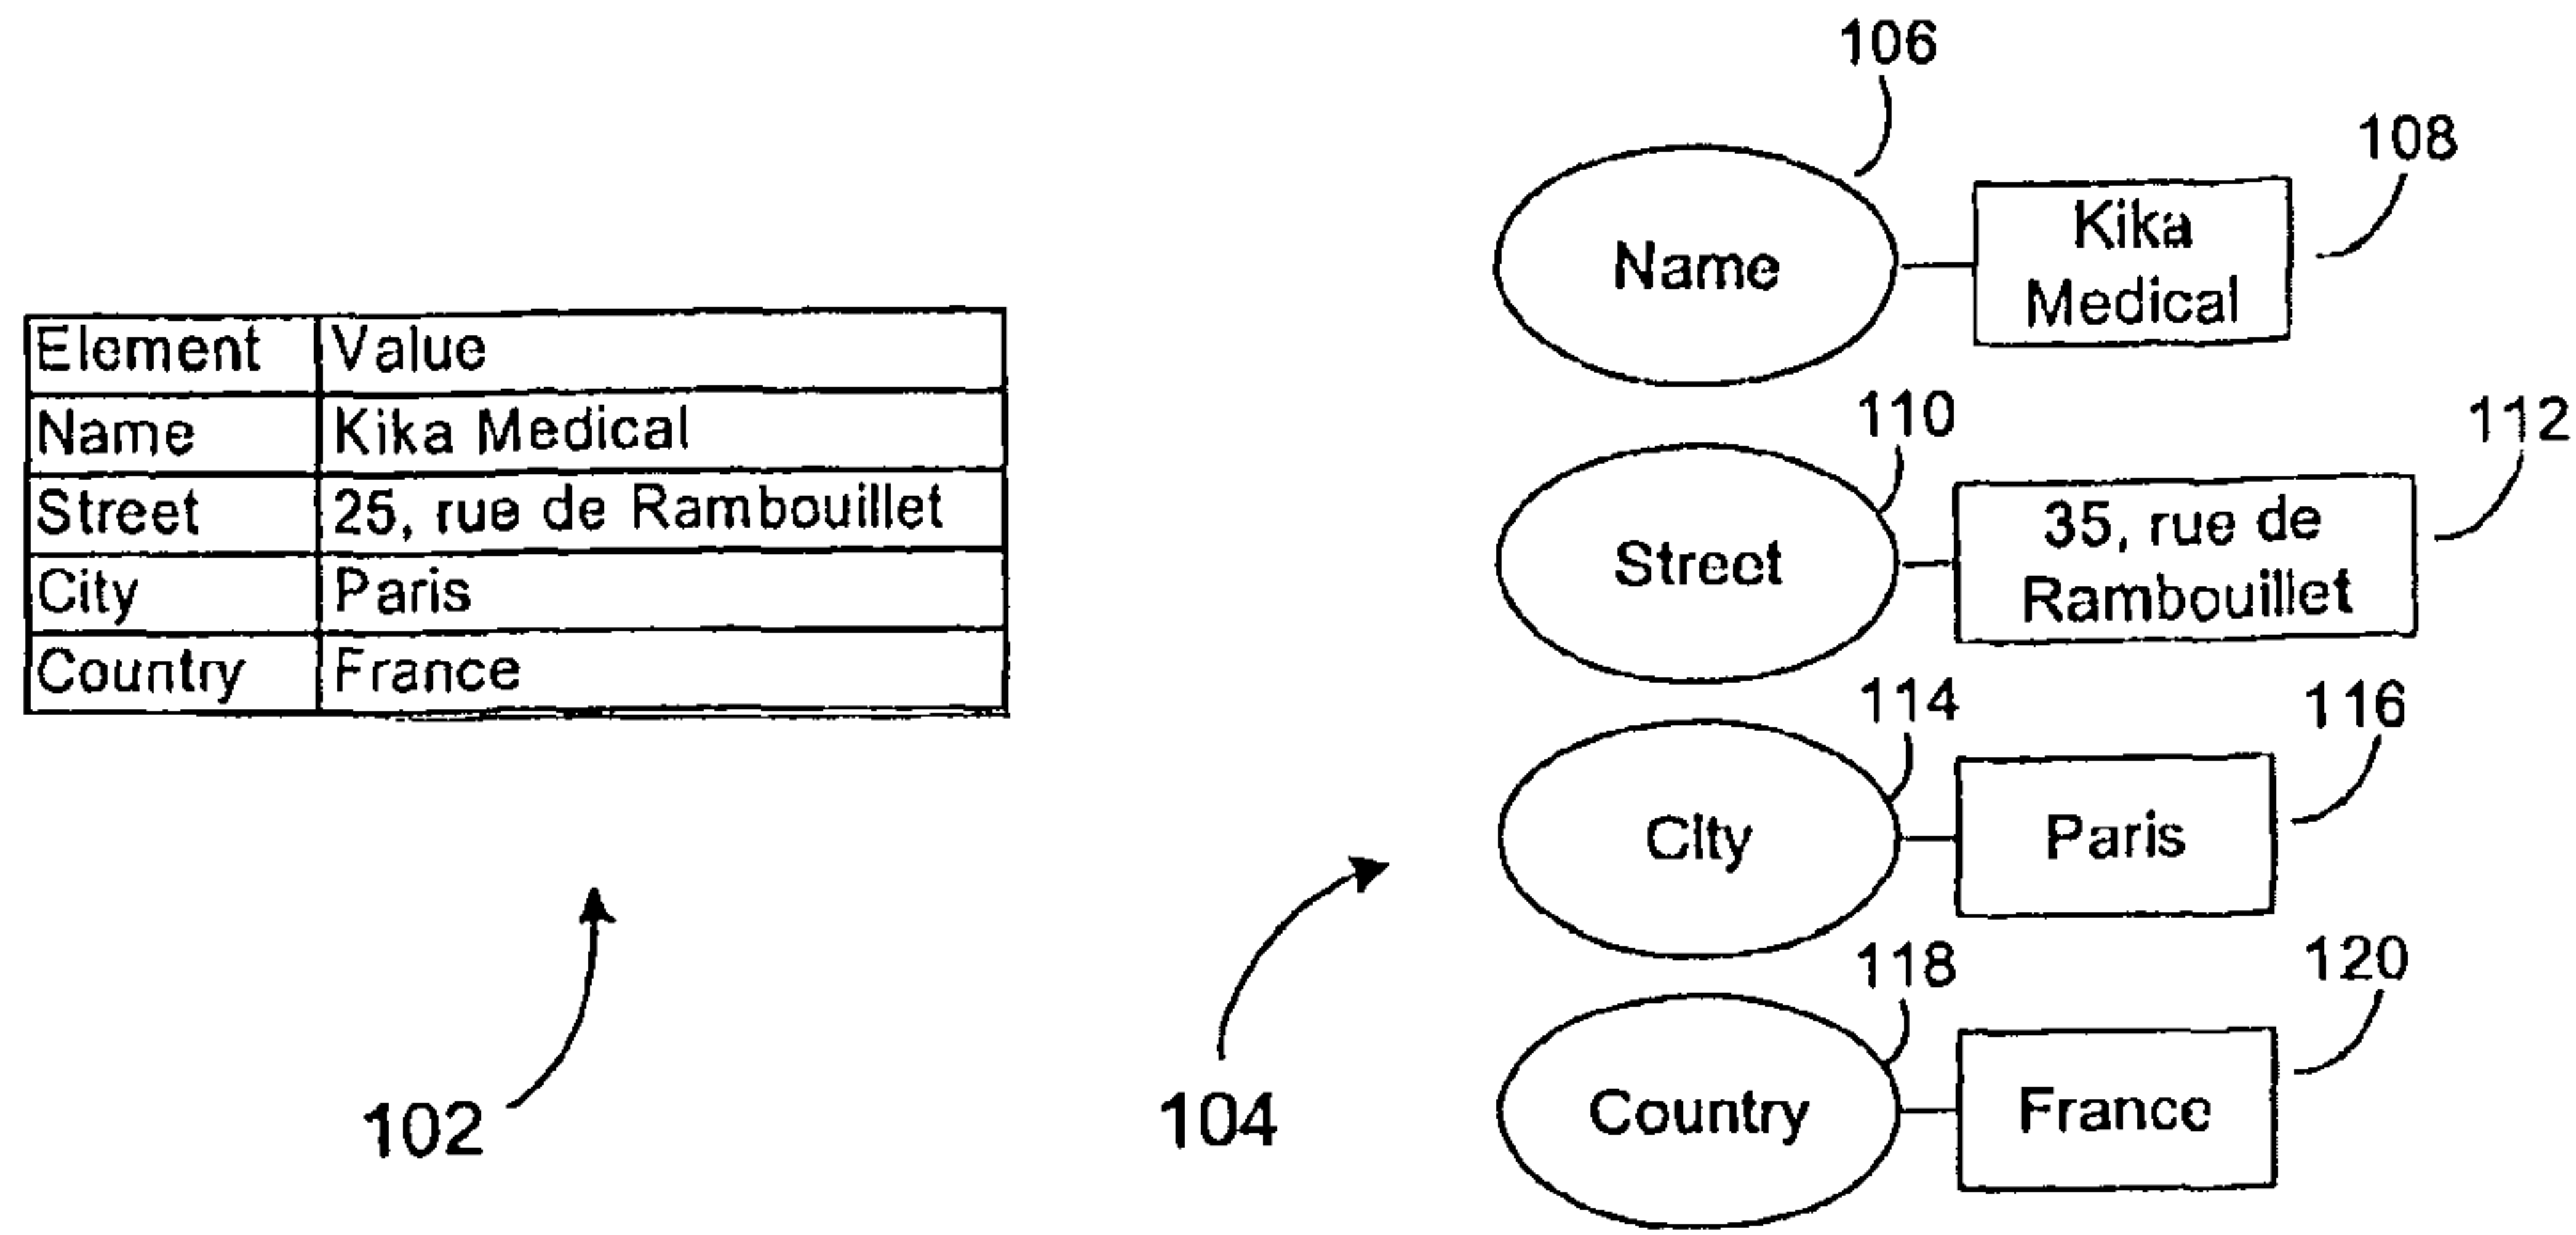 Element Value
Name Kika Medical
Street 25, rue de Rambouillet
City Paris
Country France
102
104
106
Name
Kika
Medical
108
110
Street
35, rue de
Rambouillet
112
114
City
Paris
116
118
Country
France
120